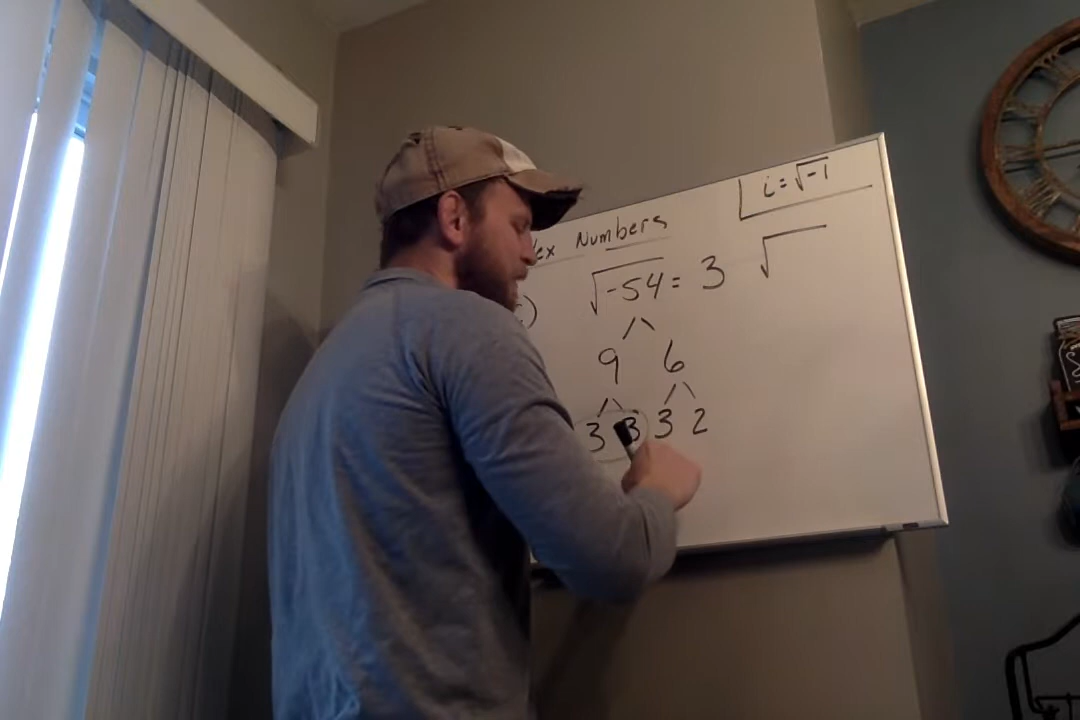 i = √-1
Numbers
√-54 = 3 √
9 6
3 3 3 2